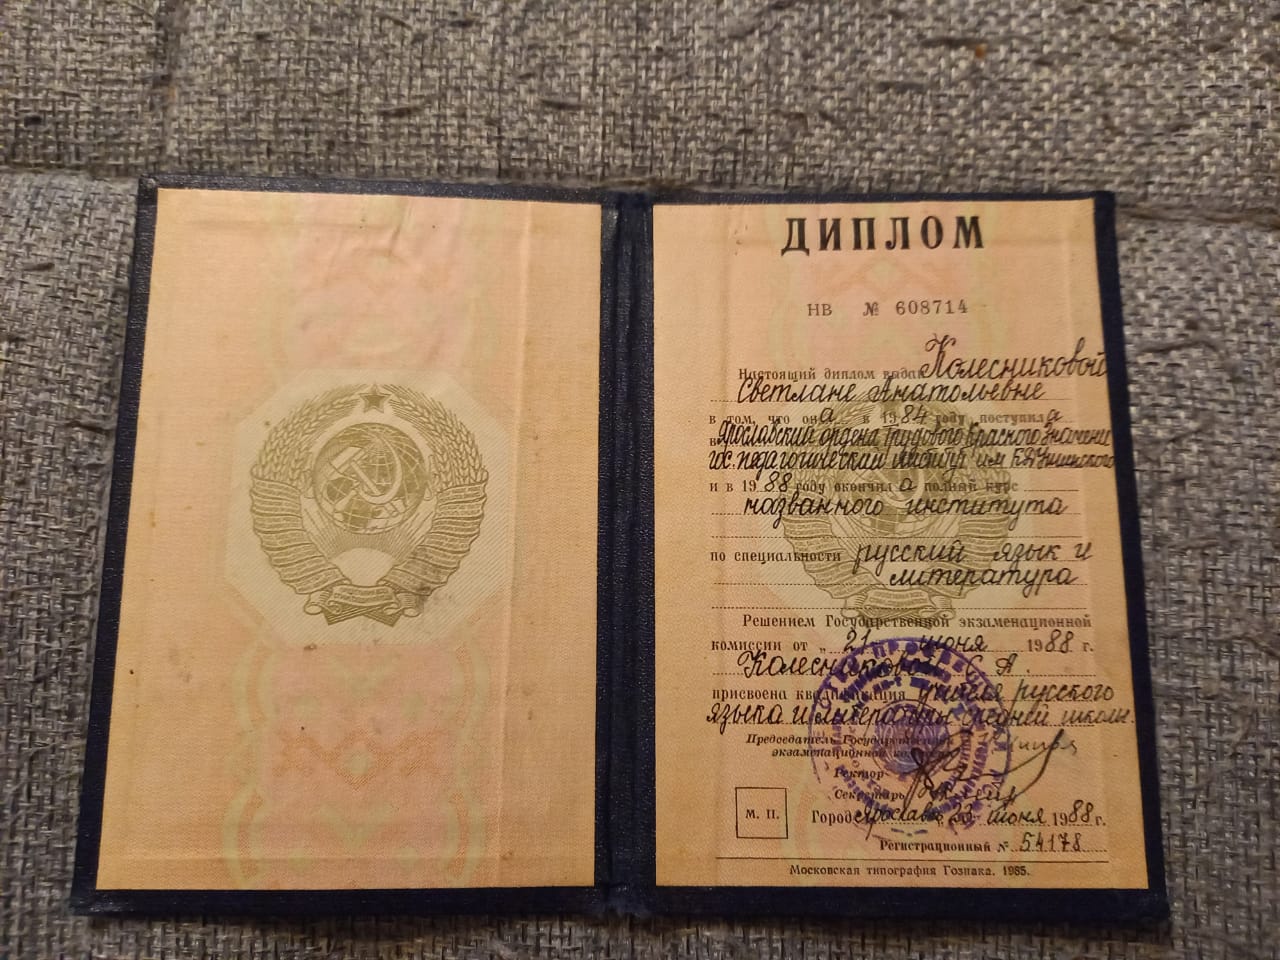 ДИПЛОМ
НВ № 608714
Настоящий диплом выдан Колесниковой
Светлане Анатольевне
в том, что она в 1984 году поступила
в Ярославский ордена Трудового Красного Знамени
гос. педагогический институт им К.Д. Ушинского
и в 1988 году окончила полный курс
названного института
по специальности русский язык и
литература
Решением Государственной экзаменационной
комиссии от „21 июня 1988 г.
Колесниковой С. А.
присвоена квалификация учителя русского
языка и литературы средней школы.
Председатель Государственной
экзаменационной комиссии
Ректор
Секретарь
М. П.
Город Ярославль, 23 июня 1988 г.
Регистрационный № 54178
Московская типография Гознака. 1985.